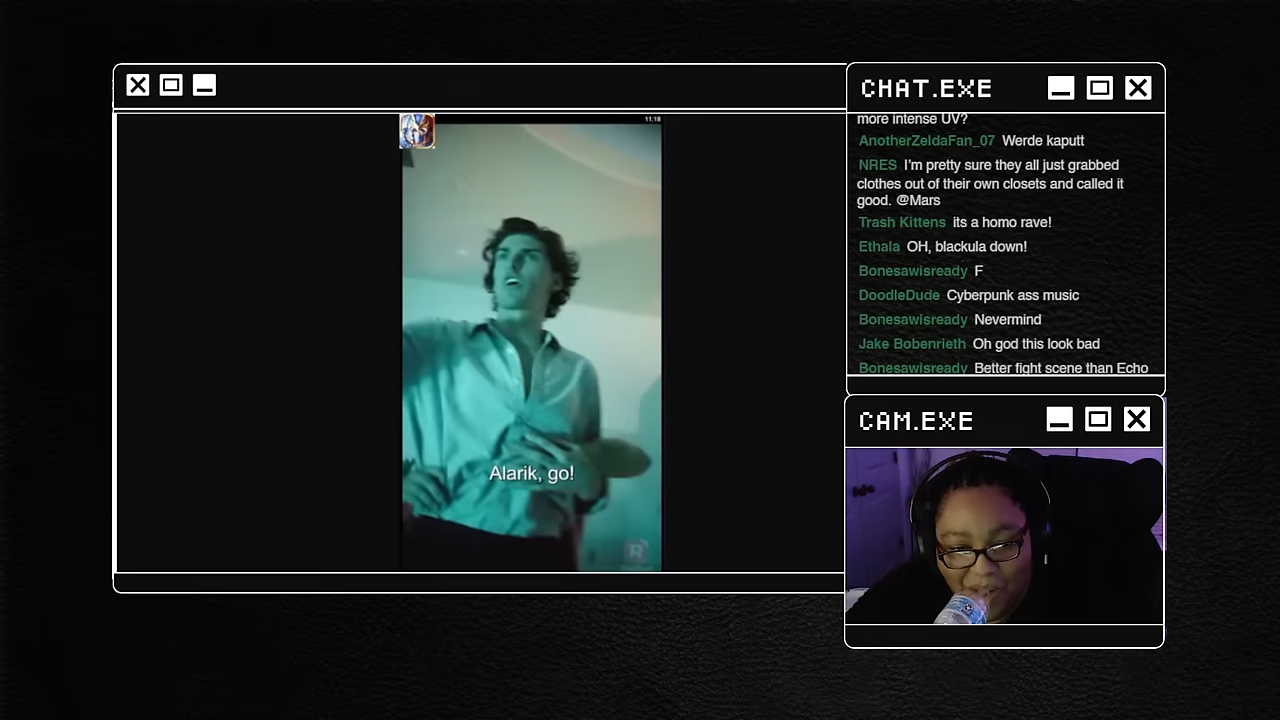 11:18
Alarik, go!
R
CHAT.EXE
more intense UV?
AnotherZeldaFan_07 Werde kaputt
NRES I'm pretty sure they all just grabbed
clothes out of their own closets and called it
good. @Mars
Trash Kittens its a homo rave!
Ethala OH, blackula down!
Bonesawisready F
DoodleDude Cyberpunk ass music
Bonesawisready Nevermind
Jake Bobenrieth Oh god this look bad
Bonesawisready Better fight scene than Echo
CAM.EXE